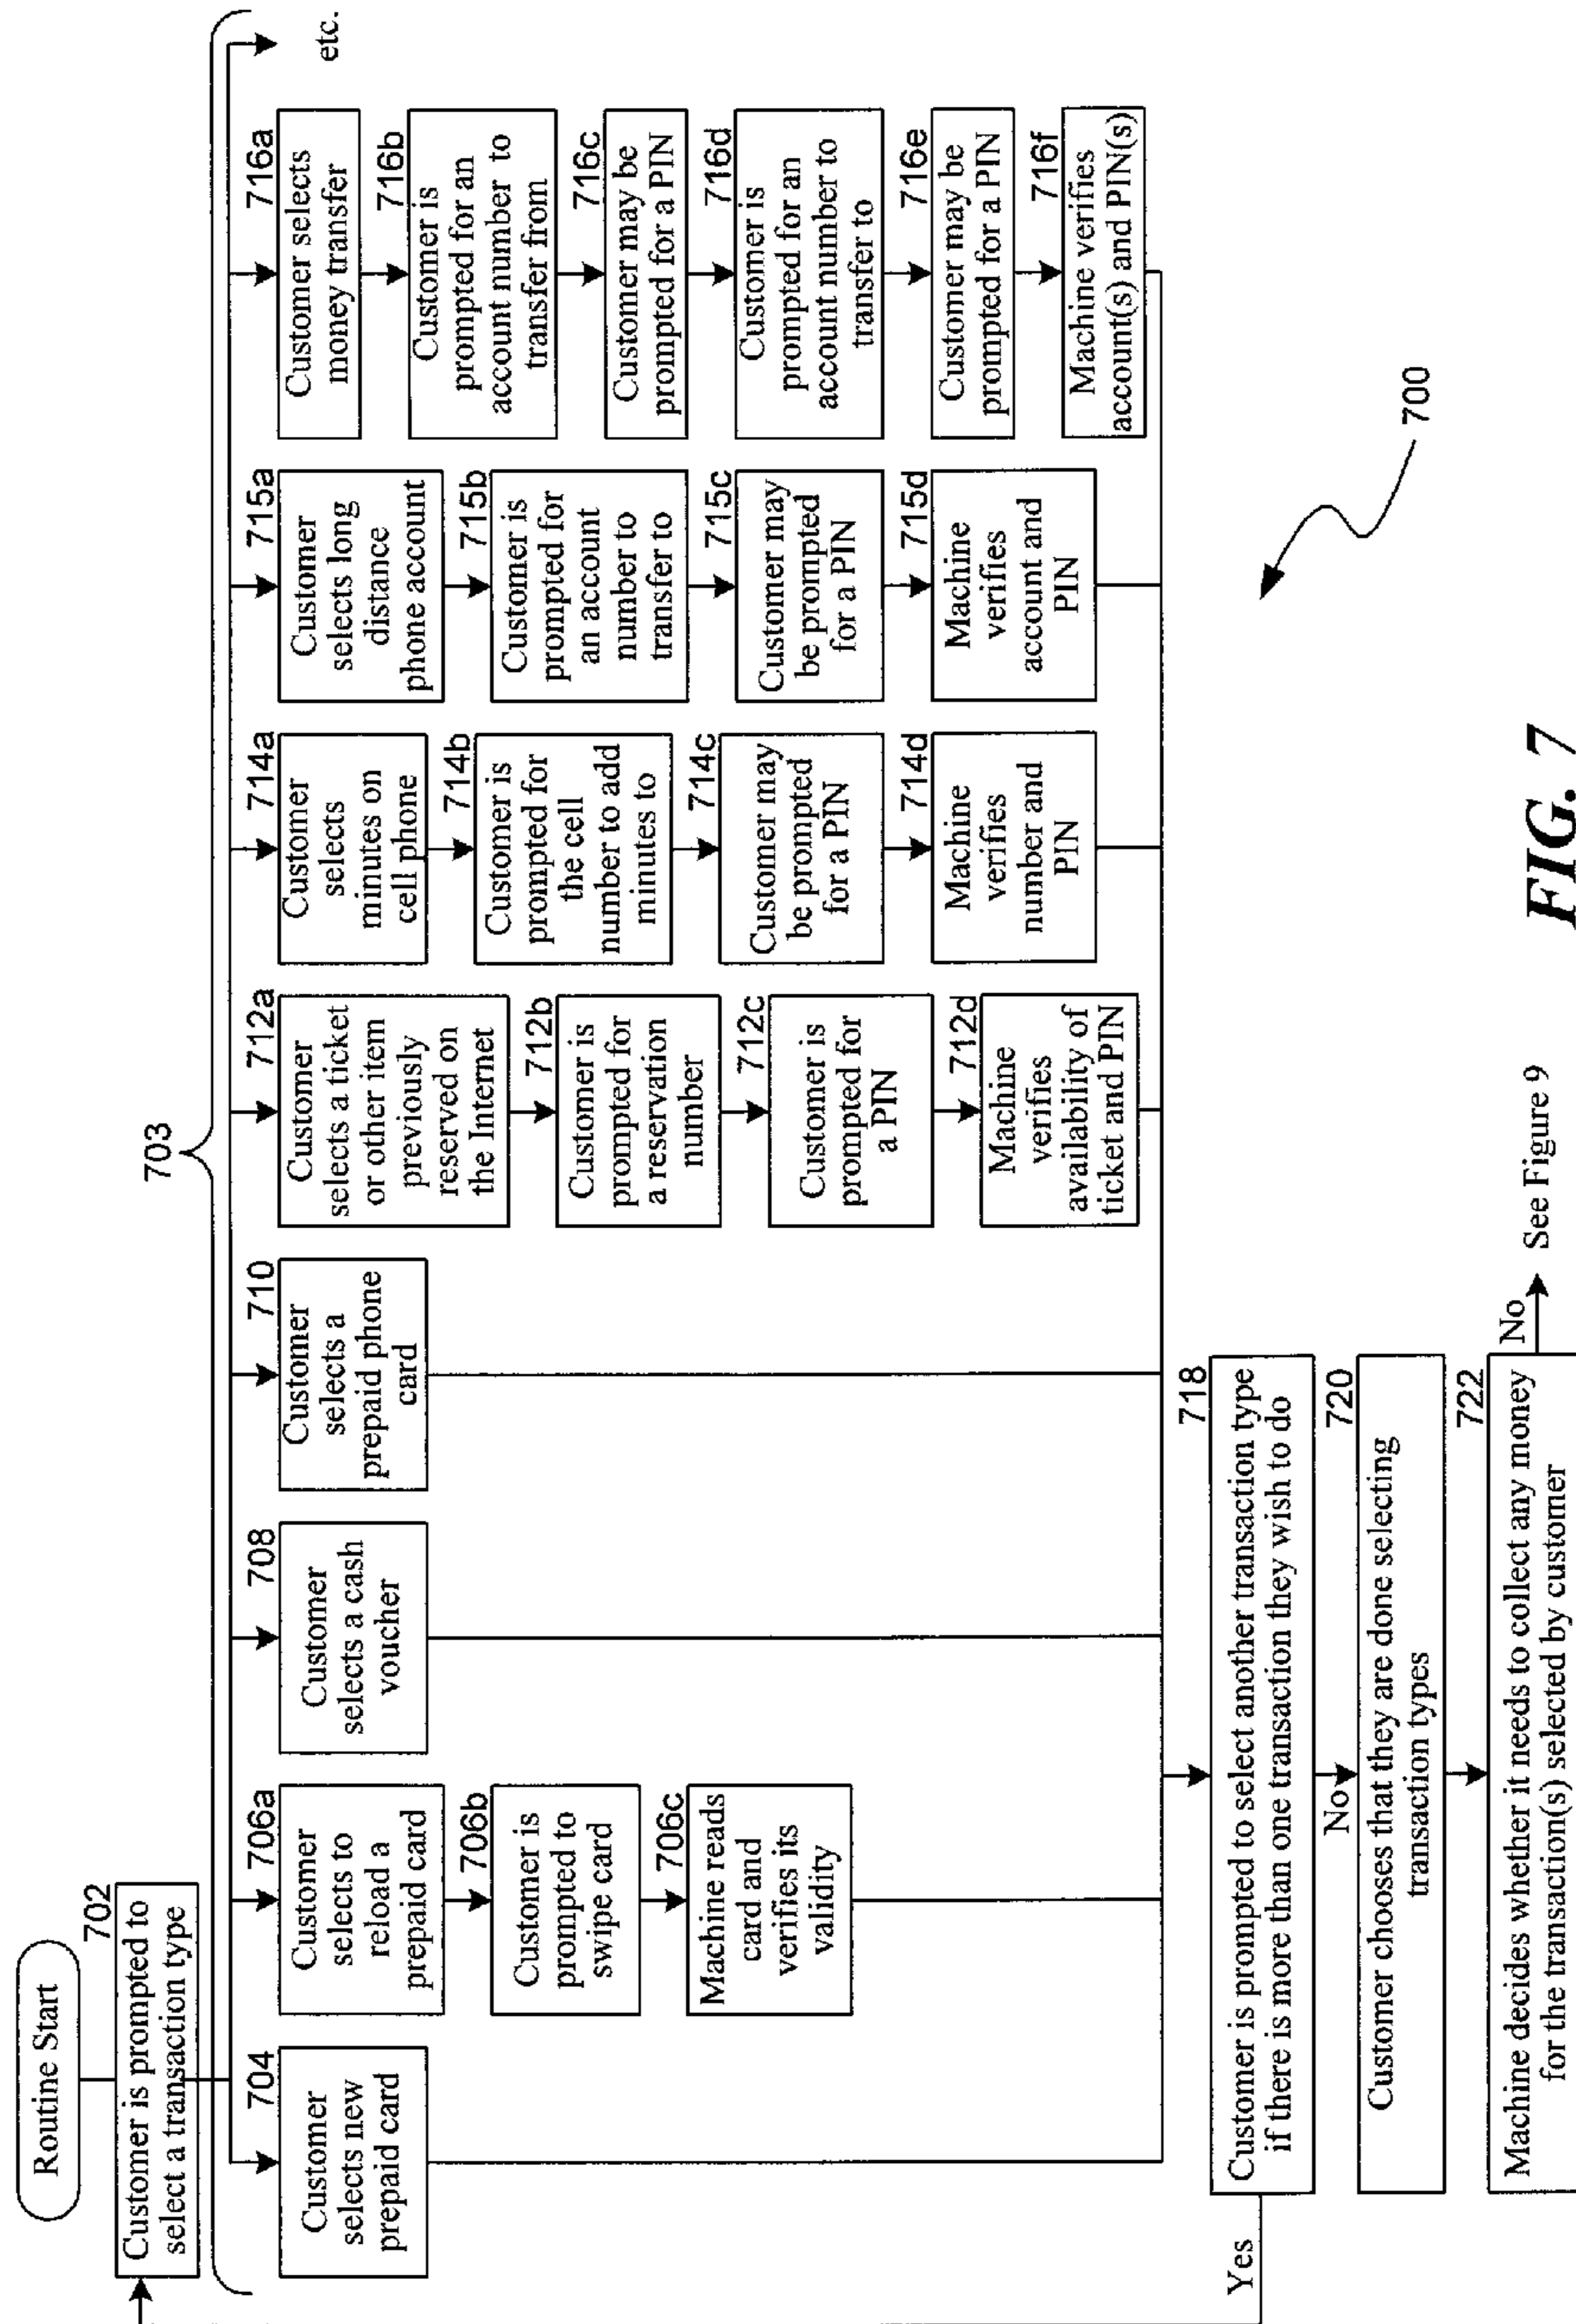 Routine Start
702
Customer is prompted to
select a transaction type
703
704
Customer
selects new
prepaid card
706a
Customer
selects to
reload a
prepaid card
706b
Customer is
prompted to
swipe card
706c
Machine reads
card and
verifies its
validity
708
Customer
selects a cash
voucher
710
Customer
selects a
prepaid phone
card
712a
Customer
selects a ticket
or other item
previously
reserved on
the Internet
712b
Customer is
prompted for
a reservation
number
712c
Customer is
prompted for
a PIN
712d
Machine
verifies
availability of
ticket and PIN
714a
Customer
selects
minutes on
cell phone
714b
Customer is
prompted for
the cell
number to add
minutes to
714c
Customer may
be prompted
for a PIN
714d
Machine
verifies
number and
PIN
715a
Customer
selects long
distance
phone account
715b
Customer is
prompted for
an account
number to
transfer to
715c
Customer may
be prompted
for a PIN
715d
Machine
verifies
account and
PIN
716a
Customer selects
money transfer
716b
Customer is
prompted for an
account number to
transfer from
716c
Customer may be
prompted for a PIN
716d
Customer is
prompted for an
account number to
transfer to
716e
Customer may be
prompted for a PIN
716f
Machine verifies
account(s) and PIN(s)
etc.
718
Customer is prompted to select another transaction type
if there is more than one transaction they wish to do
Yes
No
720
Customer chooses that they are done selecting
transaction types
722
Machine decides whether it needs to collect any money
for the transaction(s) selected by customer
No
See Figure 9
700
FIG. 7